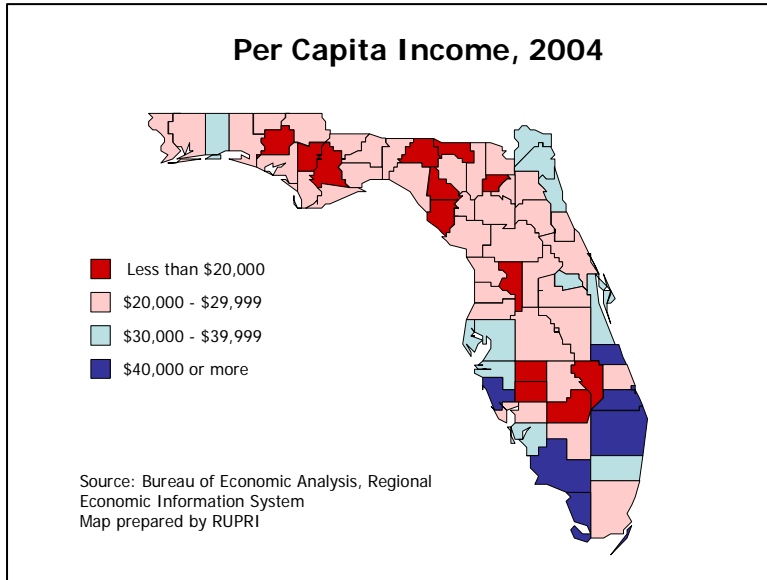 Per Capita Income, 2004
Less than $20,000
$20,000 - $29,999
$30,000 - $39,999
$40,000 or more
Source: Bureau of Economic Analysis, Regional
Economic Information System
Map prepared by RUPRI